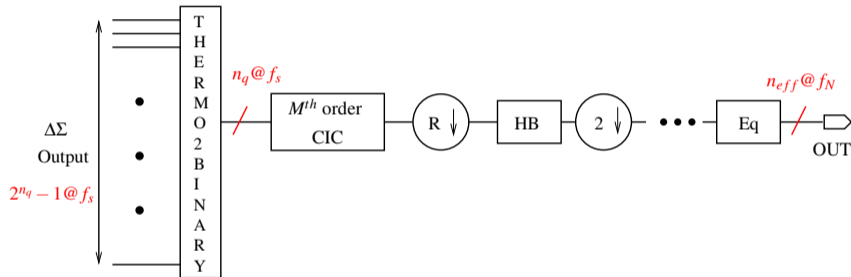 ΔΣ
Output
2^{n_q} − 1@f_s
T
H
E
R
M
O
2
B
I
N
A
R
Y
n_q@f_s
M^{th} order
CIC
R ↓
HB
2 ↓
Eq
n_{eff}@f_N
OUT